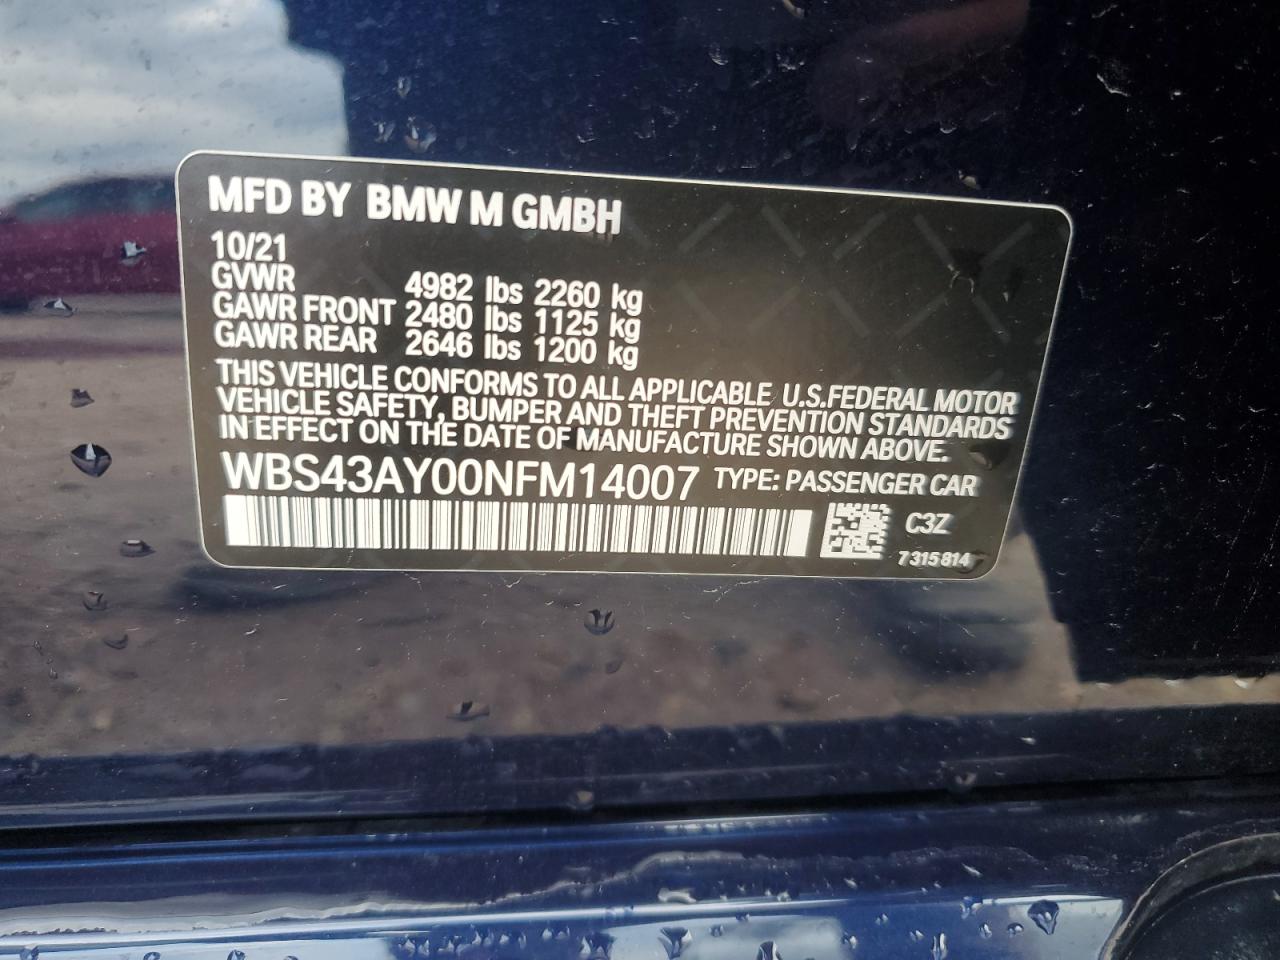 MFD BY BMW M GMBH
10/21
GVWR 4982 lbs 2260 kg
GAWR FRONT 2480 lbs 1125 kg
GAWR REAR 2646 lbs 1200 kg
THIS VEHICLE CONFORMS TO ALL APPLICABLE U.S.FEDERAL MOTOR
VEHICLE SAFETY, BUMPER AND THEFT PREVENTION STANDARDS
IN EFFECT ON THE DATE OF MANUFACTURE SHOWN ABOVE.
WBS43AY00NFM14007 TYPE: PASSENGER CAR
C3Z
7315814